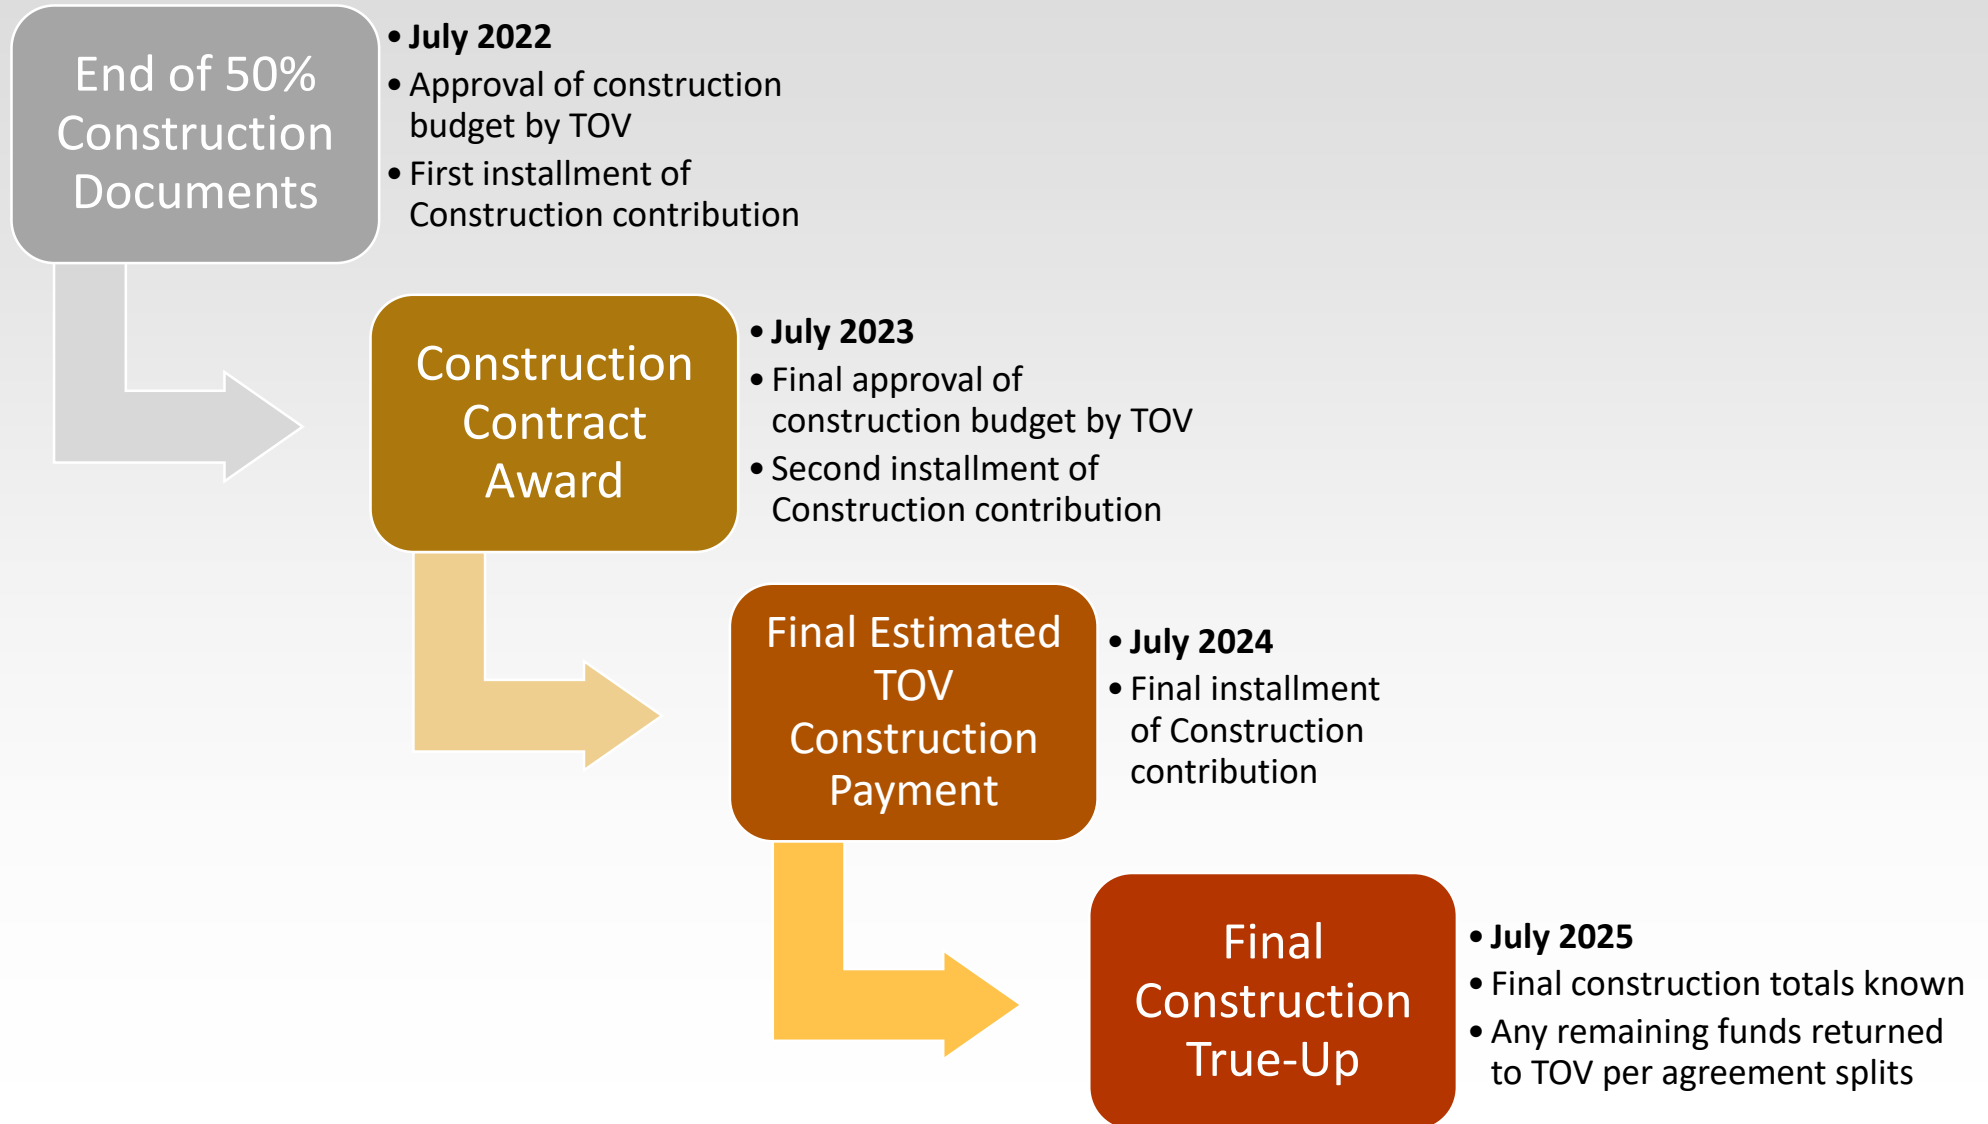 End of 50%
Construction
Documents
• July 2022
• Approval of construction
budget by TOV
• First installment of
Construction contribution
Construction
Contract
Award
• July 2023
• Final approval of
construction budget by TOV
• Second installment of
Construction contribution
Final Estimated
TOV
Construction
Payment
• July 2024
• Final installment
of Construction
contribution
Final
Construction
True-Up
• July 2025
• Final construction totals known
• Any remaining funds returned
to TOV per agreement splits